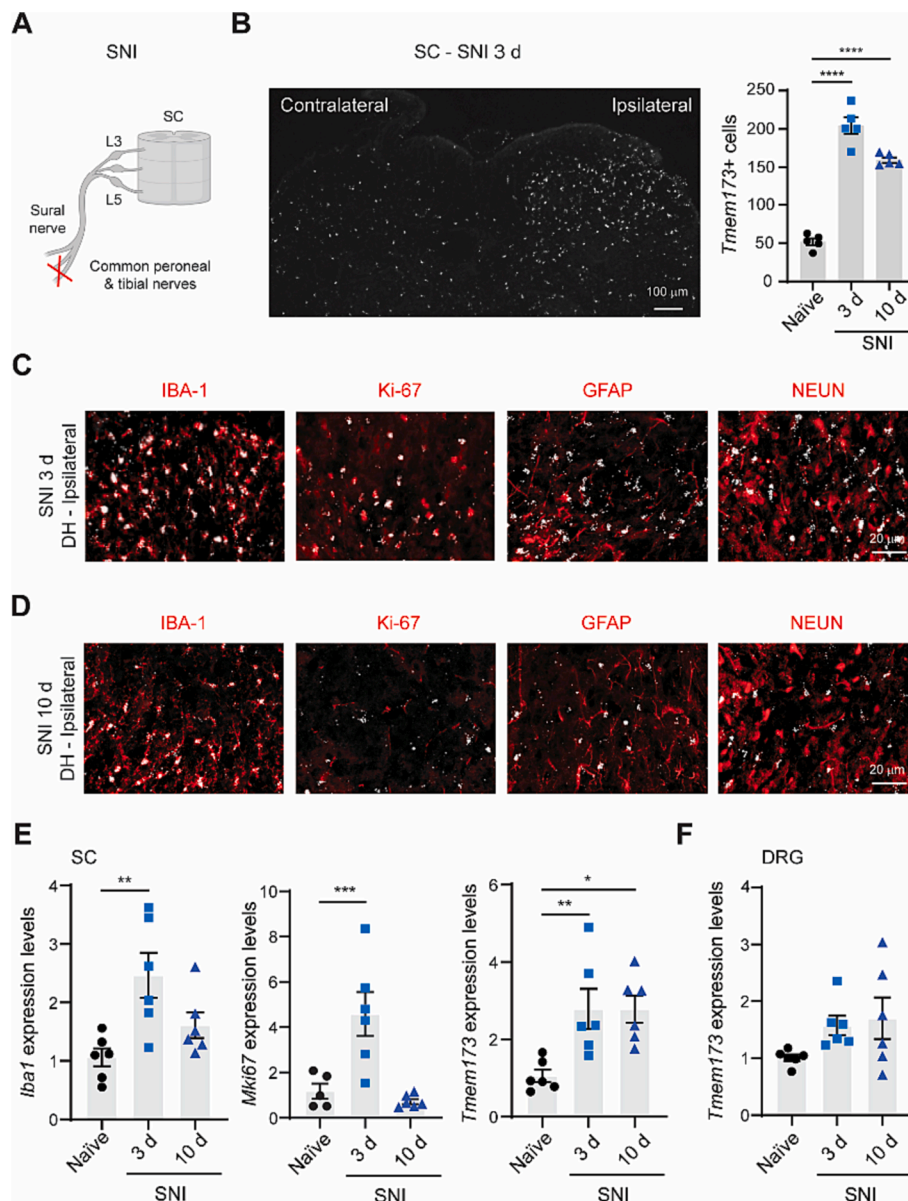 A
SNI
SC
L3
L5
Sural
nerve
Common peroneal
& tibial nerves
B
SC - SNI 3 d
Contralateral
Ipsilateral
100 µm
Tmem173+ cells
250
200
150
100
50
0
****
****
Naïve
3 d
10 d
SNI
C
IBA-1
Ki-67
GFAP
NEUN
SNI 3 d
DH - Ipsilateral
20 µm
D
IBA-1
Ki-67
GFAP
NEUN
SNI 10 d
DH - Ipsilateral
20 µm
E
SC
Iba1 expression levels
4
3
2
1
0
**
Naïve
3 d
10 d
SNI
Mki67 expression levels
10
8
6
4
2
0
***
Naïve
3 d
10 d
SNI
Tmem173 expression levels
6
4
2
0
*
**
Naïve
3 d
10 d
SNI
F
DRG
Tmem173 expression levels
4
3
2
1
0
Naïve
3 d
10 d
SNI